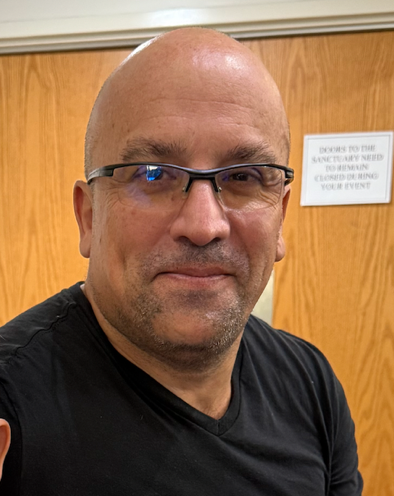 DOORS TO THE
SANCTUARY NEED
TO REMAIN
CLOSED DURING
YOUR EVENT